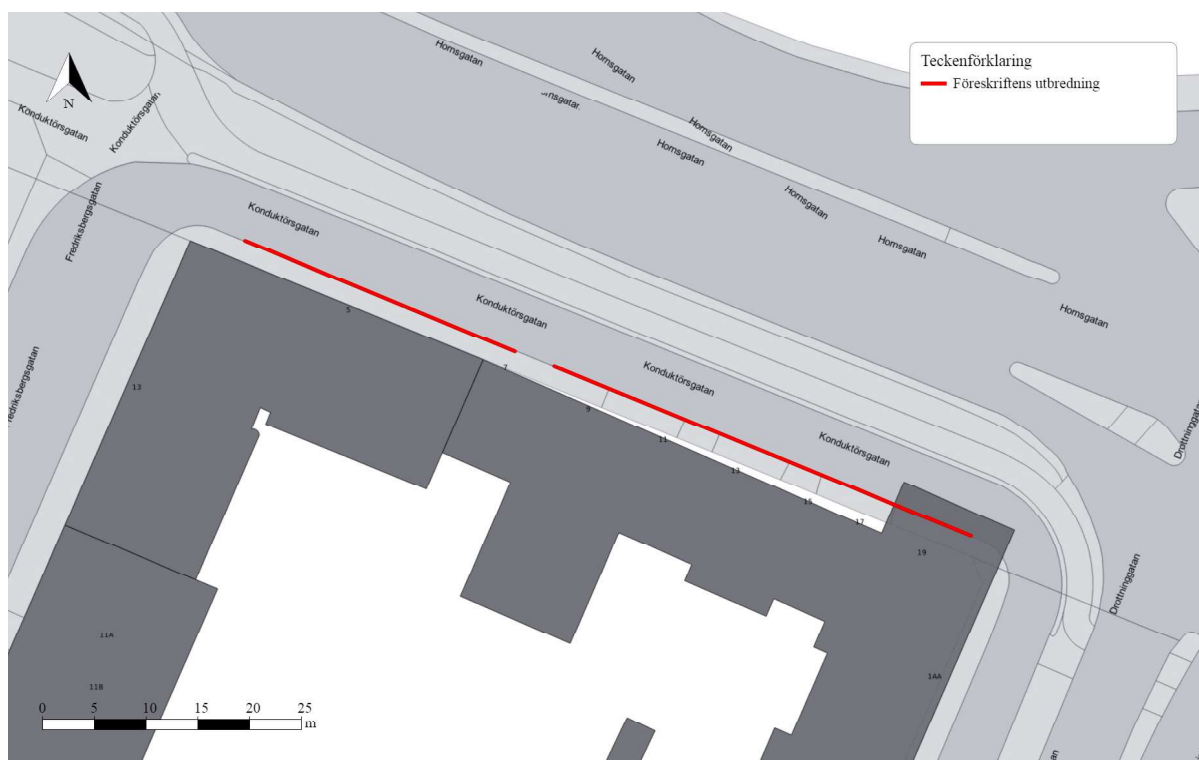 Teckenförklaring
Föreskriftens utbredning
N
Hornsgatan
Hornsgatan
Hornsgatan
Hornsgatan
Hornsgatan
Hornsgatan
Hornsgatan
Konduktörsgatan
Konduktörsgatan
Fredriksbergsgatan
Konduktörsgatan
Konduktörsgatan
Konduktörsgatan
Konduktörsgatan
Drottninggatan
Drottninggatan
5
7
9
11
13
15
17
19
13
11A
11B
1AA
0 5 10 15 20 25
m